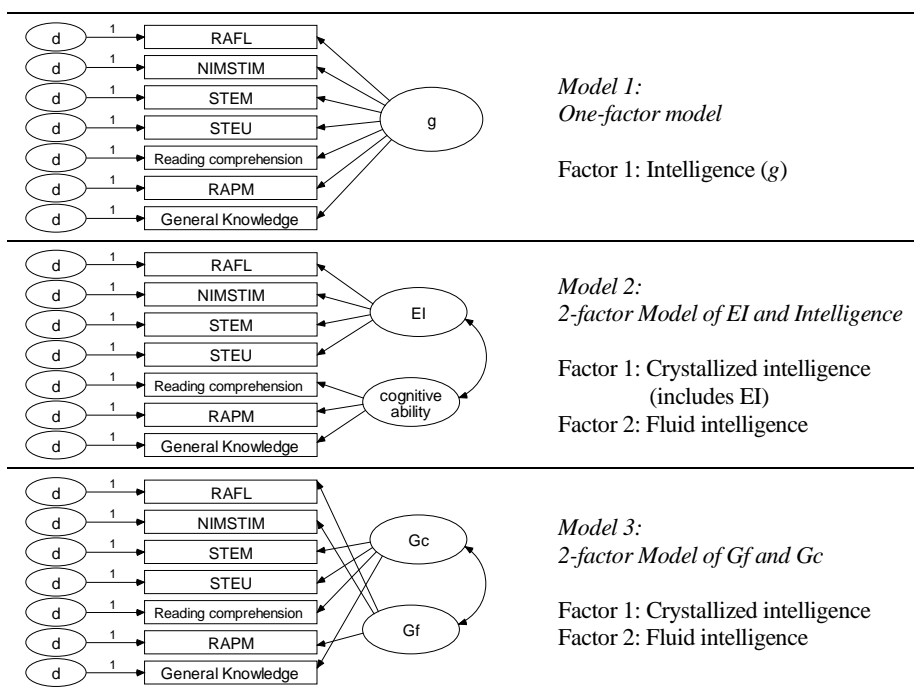 1
d
RAFL
1
d
NIMSTIM
1
d
STEM
1
d
STEU
1
d
Reading comprehension
1
d
RAPM
1
d
General Knowledge
g
Model 1:
One-factor model
Factor 1: Intelligence (g)
1
d
RAFL
1
d
NIMSTIM
1
d
STEM
1
d
STEU
1
d
Reading comprehension
1
d
RAPM
1
d
General Knowledge
EI
cognitive
ability
Model 2:
2-factor Model of EI and Intelligence
Factor 1: Crystallized intelligence
(includes EI)
Factor 2: Fluid intelligence
1
d
RAFL
1
d
NIMSTIM
1
d
STEM
1
d
STEU
1
d
Reading comprehension
1
d
RAPM
1
d
General Knowledge
Gc
Gf
Model 3:
2-factor Model of Gf and Gc
Factor 1: Crystallized intelligence
Factor 2: Fluid intelligence